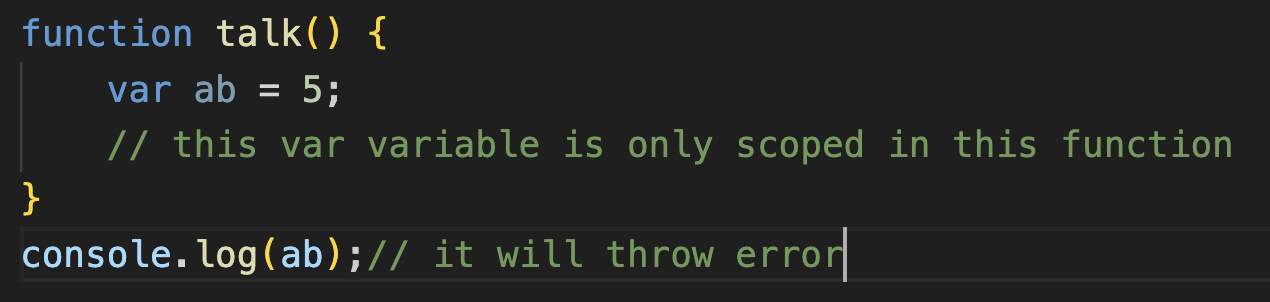 function talk() {
    var ab = 5;
    // this var variable is only scoped in this function
}
console.log(ab);// it will throw error